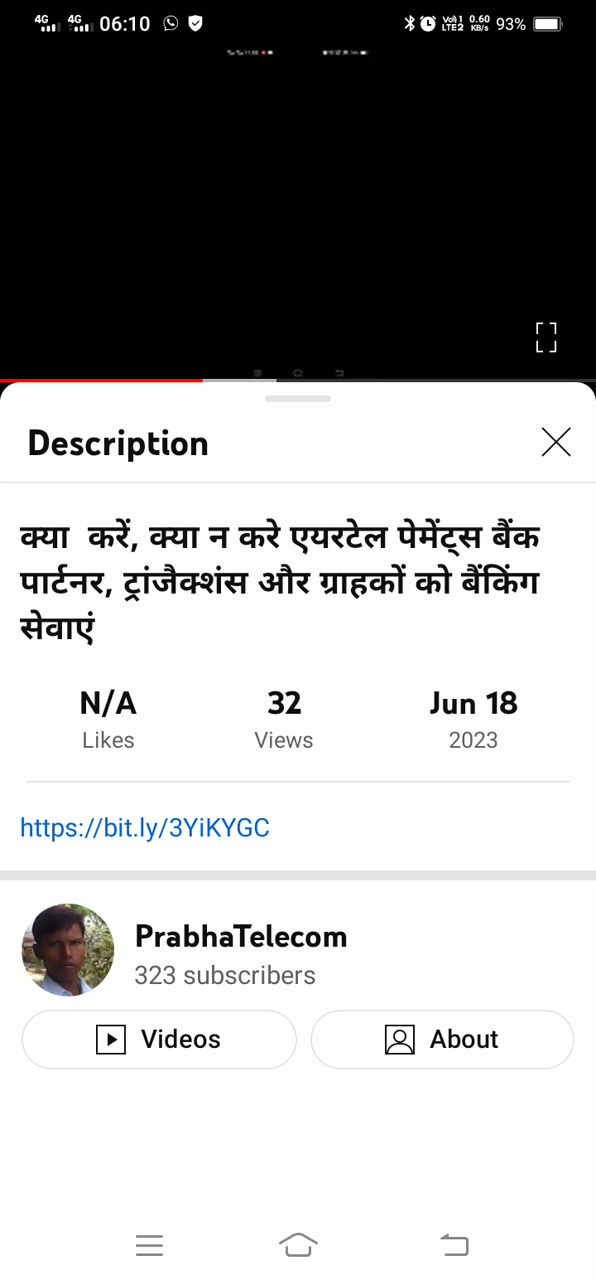 4G 4G 06:10 Vo) 1 LTE2 0.60 KB/s 93%
Description
क्या करें, क्या न करे एयरटेल पेमेंट्स बैंक
पार्टनर, ट्रांजैक्शंस और ग्राहकों को बैंकिंग
सेवाएं
N/A 32 Jun 18
Likes Views 2023
https://bit.ly/3YiKYGC
PrabhaTelecom
323 subscribers
Videos About